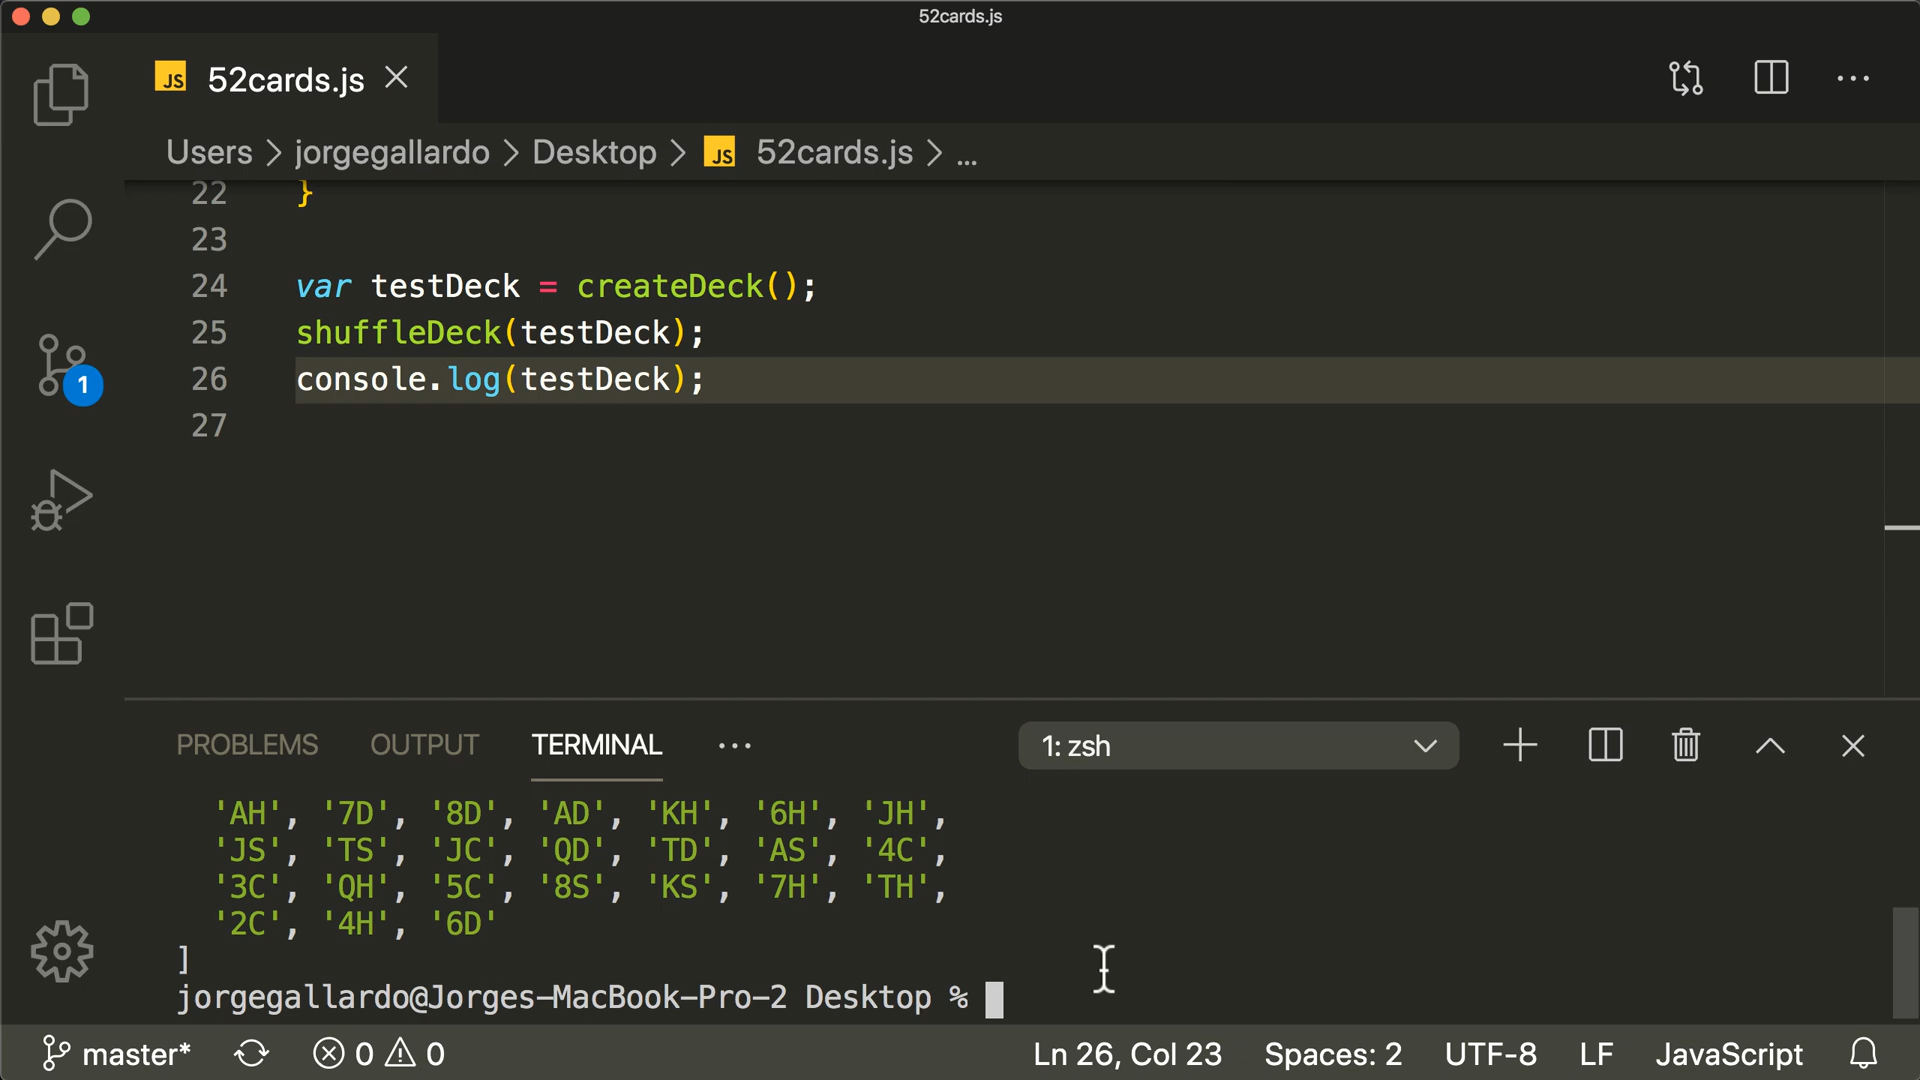 52cards.js
JS 52cards.js
Users > jorgegallardo > Desktop > JS 52cards.js > ...
22 }
23
24 var testDeck = createDeck();
25 shuffleDeck(testDeck);
26 console.log(testDeck);
27
1
PROBLEMS OUTPUT TERMINAL ... 1: zsh
'AH', '7D', '8D', 'AD', 'KH', '6H', 'JH',
'JS', 'TS', 'JC', 'QD', 'TD', 'AS', '4C',
'3C', 'QH', '5C', '8S', 'KS', '7H', 'TH',
'2C', '4H', '6D'
]
jorgegallardo@Jorges-MacBook-Pro-2 Desktop %
master* 0 0 Ln 26, Col 23 Spaces: 2 UTF-8 LF JavaScript